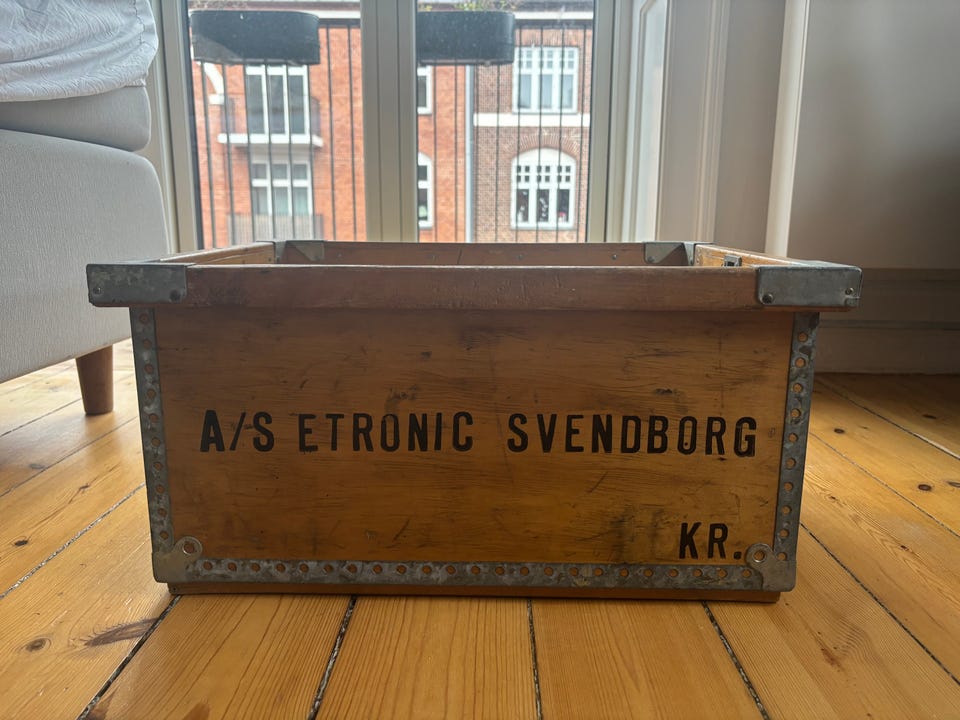 A/S ETRONIC SVENDBORG
KR.